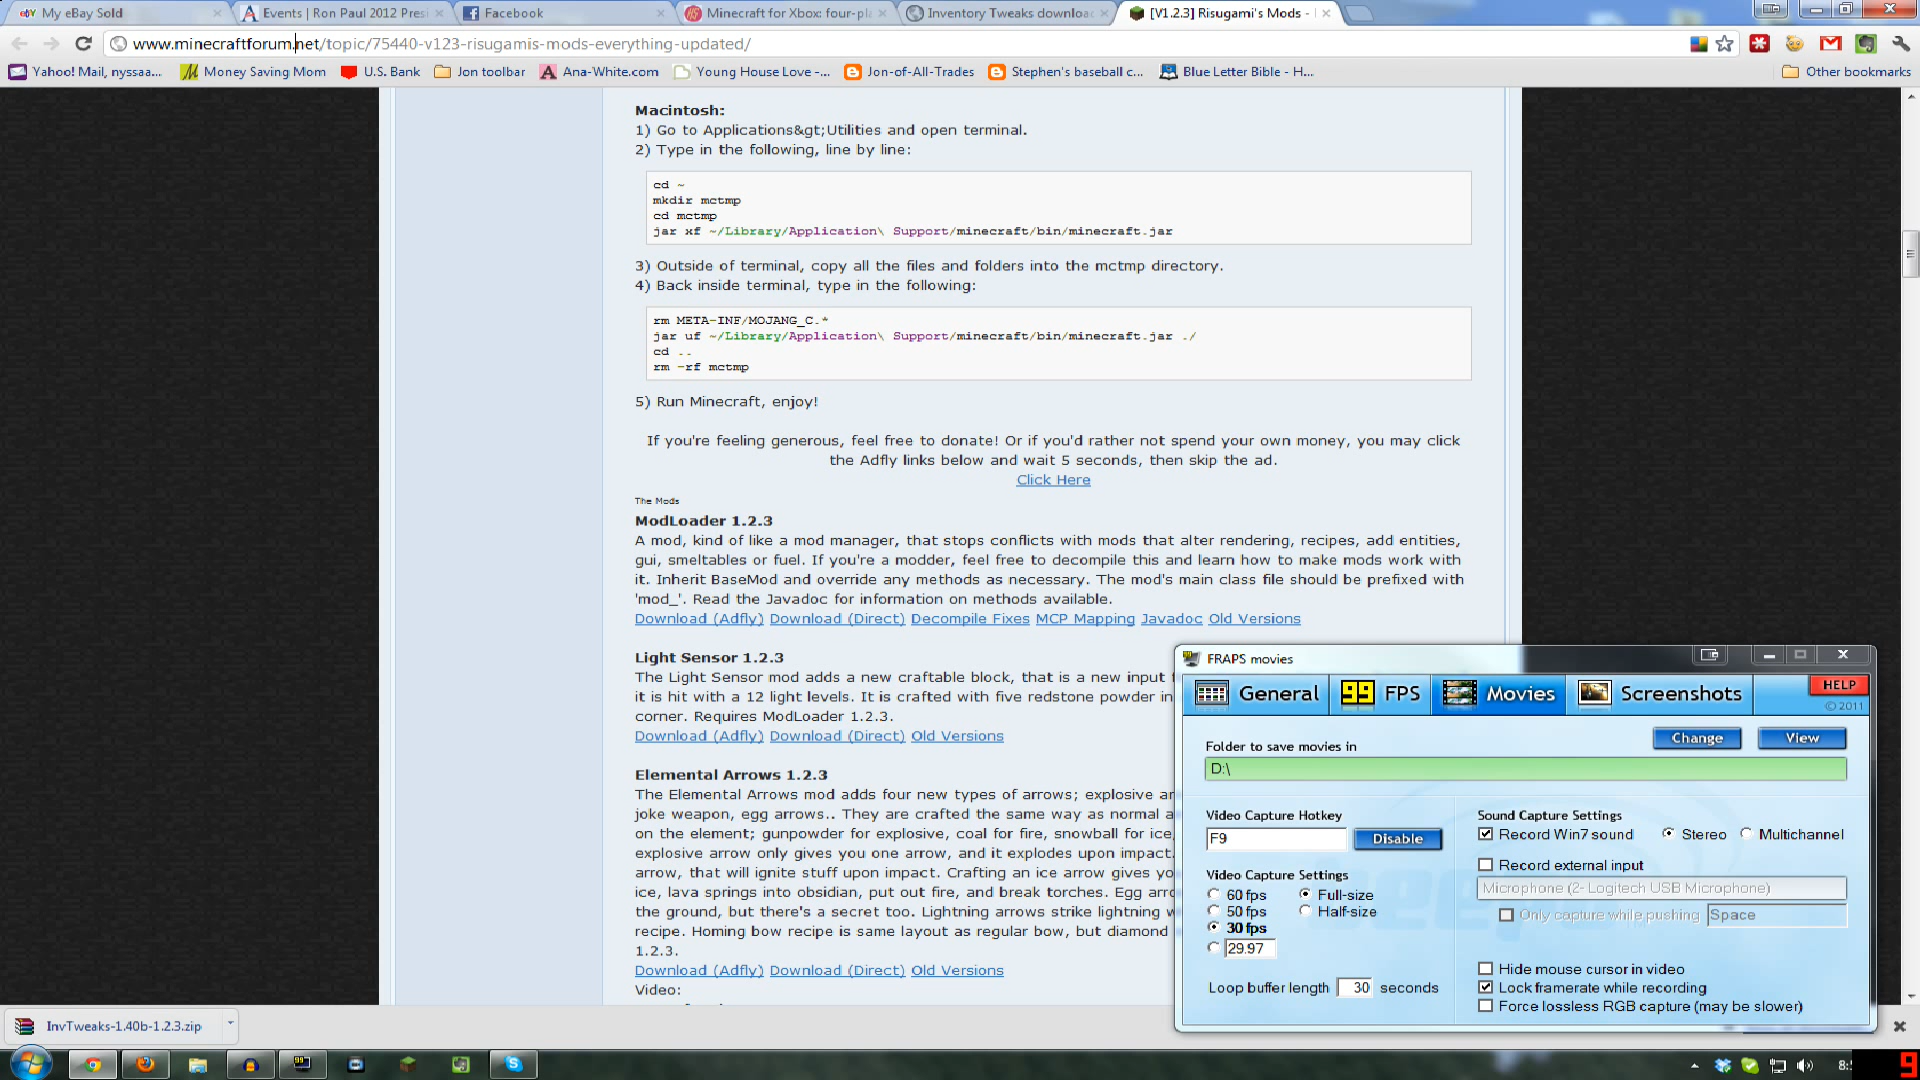 My eBay Sold
Events | Ron Paul 2012 Presi
Facebook
Minecraft for Xbox: four-pla
Inventory Tweaks download
[V1.2.3] Risugami's Mods -
www.minecraftforum.net/topic/75440-v123-risugamis-mods-everything-updated/
Yahoo! Mail, nyssaa...
Money Saving Mom
U.S. Bank
Jon toolbar
Ana-White.com
Young House Love -...
Jon-of-All-Trades
Stephen's baseball c...
Blue Letter Bible - H...
Other bookmarks
Macintosh:
1) Go to Applications&gt;Utilities and open terminal.
2) Type in the following, line by line:
cd ~
mkdir mctmp
cd mctmp
jar xf ~/Library/Application\ Support/minecraft/bin/minecraft.jar
3) Outside of terminal, copy all the files and folders into the mctmp directory.
4) Back inside terminal, type in the following:
rm META-INF/MOJANG_C.*
jar uf ~/Library/Application\ Support/minecraft/bin/minecraft.jar ./
cd ..
rm -rf mctmp
5) Run Minecraft, enjoy!
If you're feeling generous, feel free to donate! Or if you'd rather not spend your own money, you may click
the Adfly links below and wait 5 seconds, then skip the ad.
Click Here
The Mods
ModLoader 1.2.3
A mod, kind of like a mod manager, that stops conflicts with mods that alter rendering, recipes, add entities,
gui, smeltables or fuel. If you're a modder, feel free to decompile this and learn how to make mods work with
it. Inherit BaseMod and override any methods as necessary. The mod's main class file should be prefixed with
'mod_'. Read the Javadoc for information on methods available.
Download (Adfly) Download (Direct) Decompile Fixes MCP Mapping Javadoc Old Versions
Light Sensor 1.2.3
The Light Sensor mod adds a new craftable block, that is a new input f
it is hit with a 12 light levels. It is crafted with five redstone powder in
corner. Requires ModLoader 1.2.3.
Download (Adfly) Download (Direct) Old Versions
Elemental Arrows 1.2.3
The Elemental Arrows mod adds four new types of arrows; explosive ar
joke weapon, egg arrows.. They are crafted the same way as normal a
on the element; gunpowder for explosive, coal for fire, snowball for ice,
explosive arrow only gives you one arrow, and it explodes upon impact.
arrow, that will ignite stuff upon impact. Crafting an ice arrow gives yo
ice, lava springs into obsidian, put out fire, and break torches. Egg arro
the ground, but there's a secret too. Lightning arrows strike lightning w
recipe. Homing bow recipe is same layout as regular bow, but diamond
1.2.3.
Download (Adfly) Download (Direct) Old Versions
Video:
FRAPS movies
General
99 FPS
Movies
Screenshots
HELP
© 2011
Folder to save movies in
Change
View
D:\
Video Capture Hotkey
F9
Disable
Video Capture Settings
60 fps
Full-size
50 fps
Half-size
30 fps
29.97
Loop buffer length 30 seconds
Sound Capture Settings
Record Win7 sound
Stereo
Multichannel
Record external input
Microphone (2- Logitech USB Microphone)
Only capture while pushing
Space
Hide mouse cursor in video
Lock framerate while recording
Force lossless RGB capture (may be slower)
InvTweaks-1.40b-1.2.3.zip
9